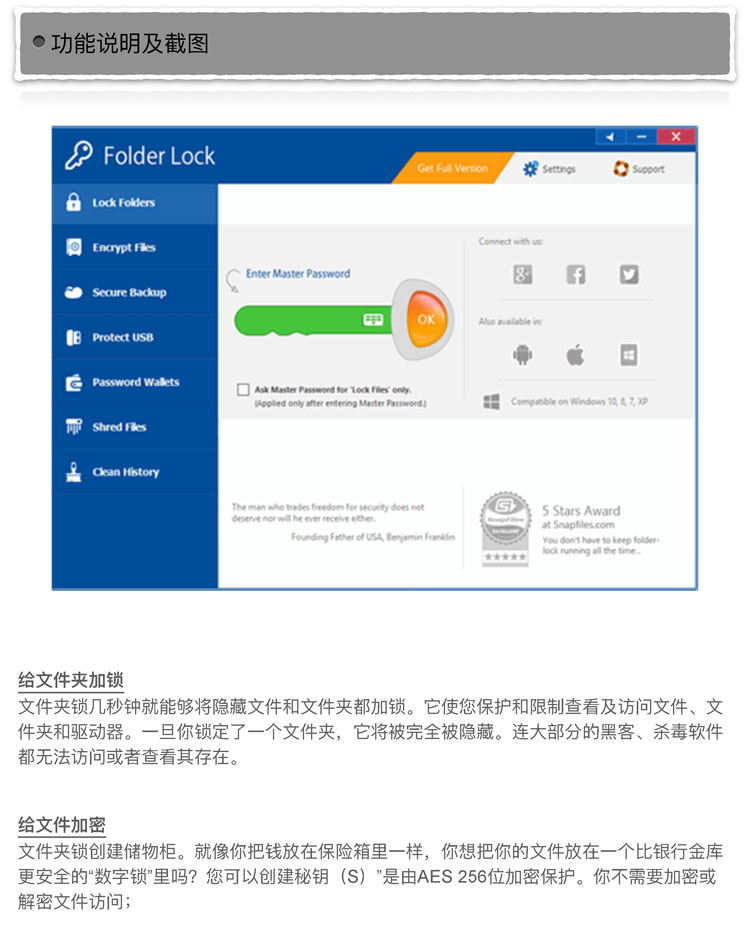 功能说明及截图
Folder Lock
Get Full Version
Settings
Support
Lock Folders
Encrypt Files
Secure Backup
Protect USB
Password Wallets
Shred Files
Clean History
Enter Master Password
OK
Ask Master Password for 'Lock Files' only.
(Applied only after entering Master Password.)
Connect with us:
Also available in:
Compatible on Windows 10, 8, 7, XP
The man who trades freedom for security does not
deserve nor will he ever receive either.
Founding Father of USA, Benjamin Franklin
5 Stars Award
at Snapfiles.com
You don't have to keep folder-
lock running all the time...
给文件夹加锁
文件夹锁几秒钟就能够将隐藏文件和文件夹都加锁。它使您保护和限制查看及访问文件、文
件夹和驱动器。一旦你锁定了一个文件夹，它将被完全被隐藏。连大部分的黑客、杀毒软件
都无法访问或者查看其存在。
给文件加密
文件夹锁创建储物柜。就像你把钱放在保险箱里一样，你想把你的文件放在一个比银行金库
更安全的“数字锁”里吗？您可以创建秘钥（S）”是由AES 256位加密保护。你不需要加密或
解密文件访问；